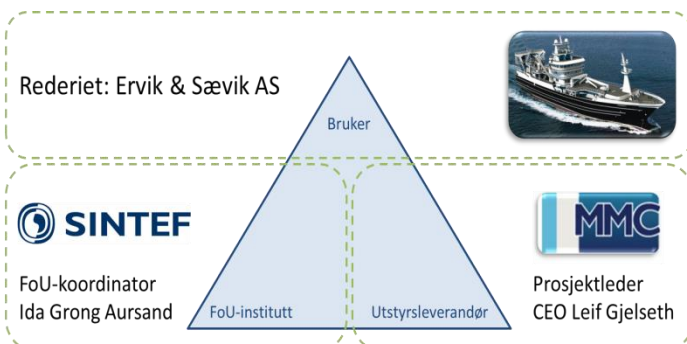 Rederiet: Ervik & Sævik AS
Bruker
SINTEF
MMC
FoU-koordinator
Ida Grong Aursand
FoU-institutt
Utstyrsleverandør
Prosjektleder
CEO Leif Gjelseth